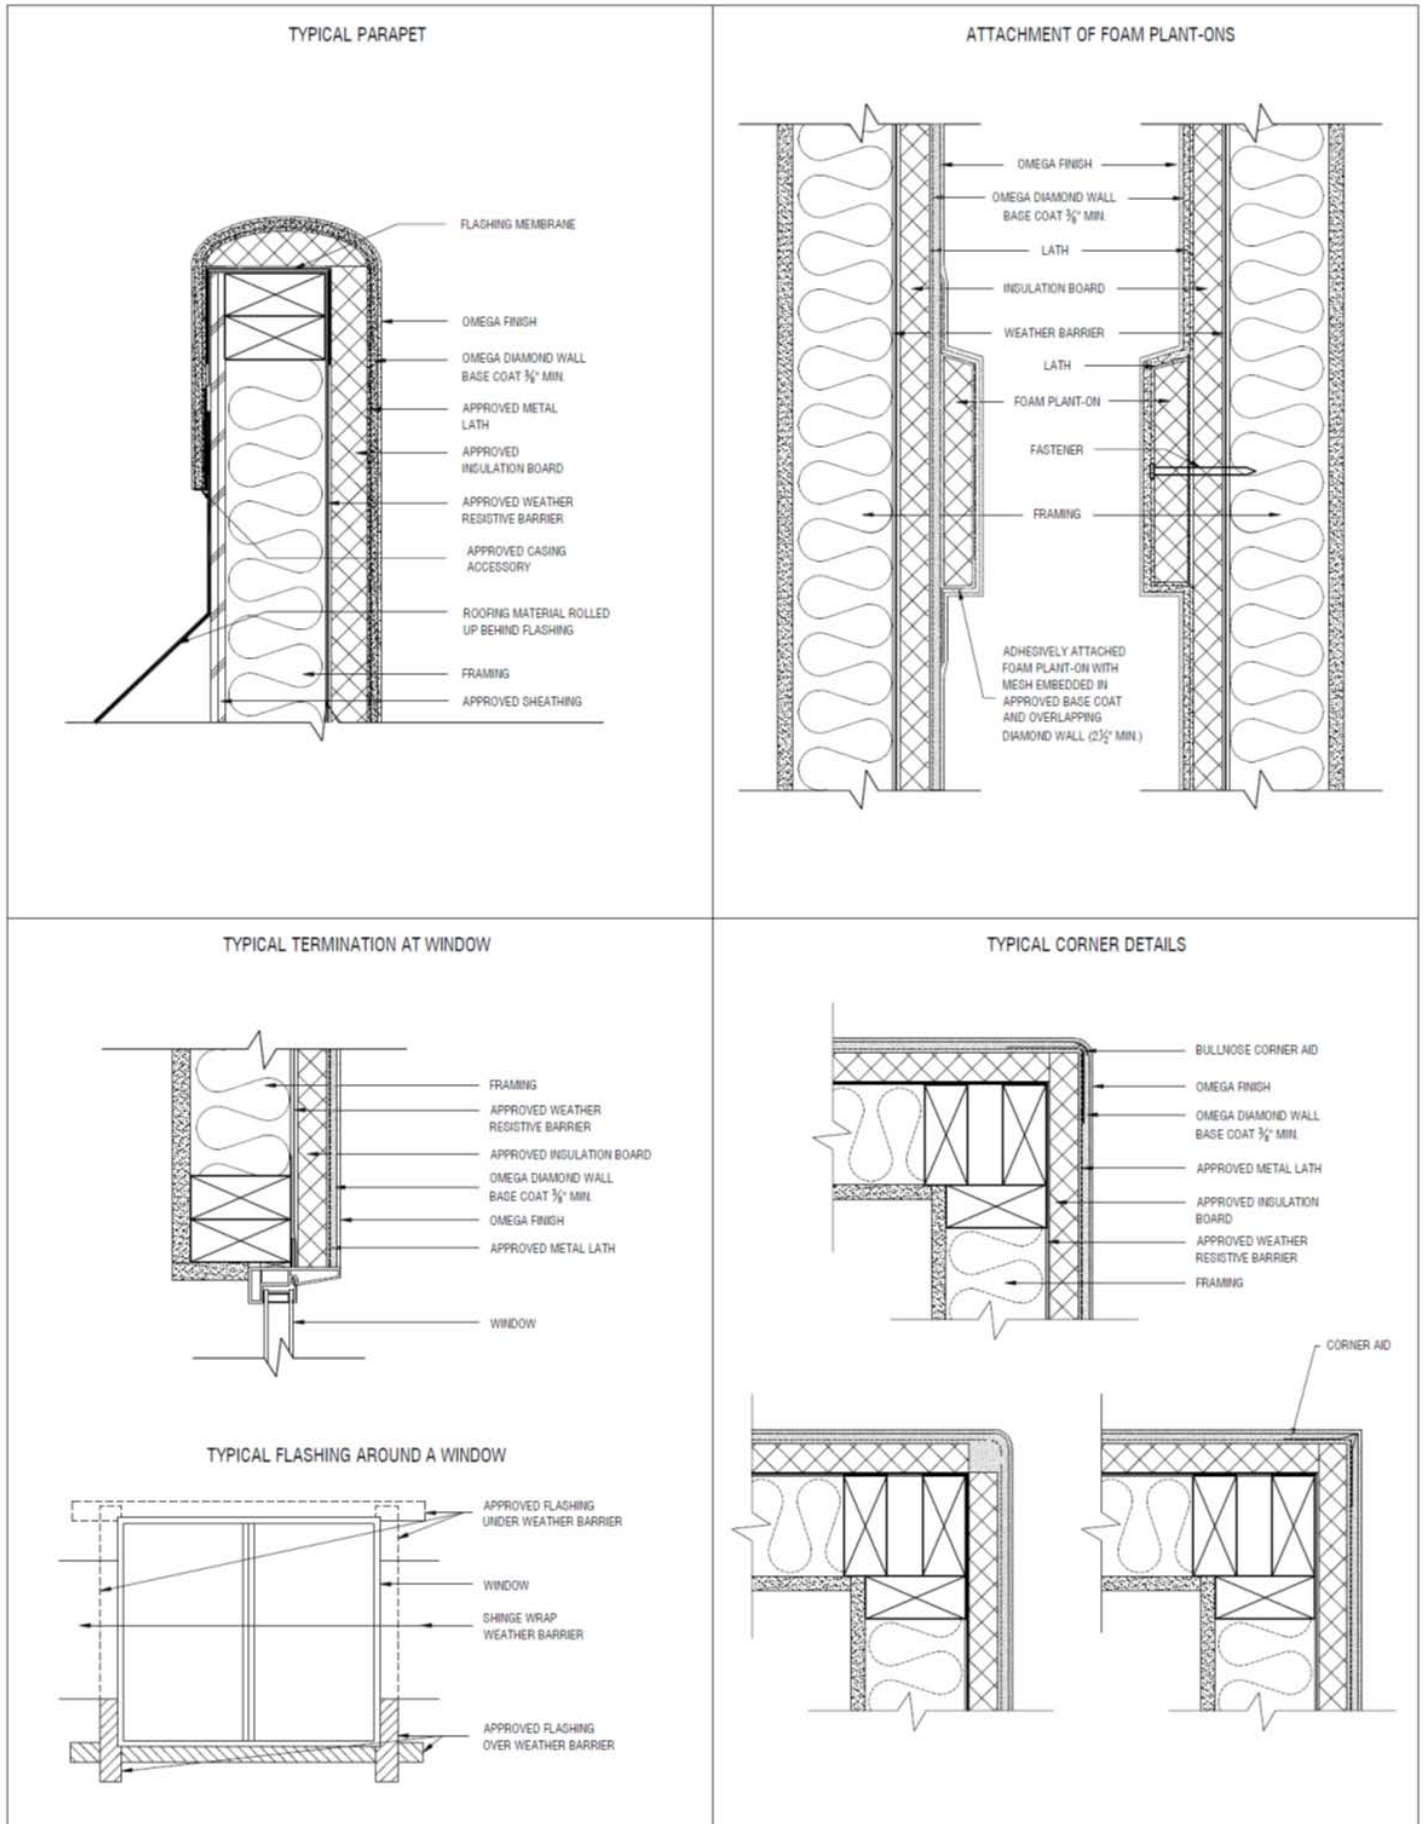 TYPICAL PARAPET
FLASHING MEMBRANE
OMEGA FINISH
OMEGA DIAMOND WALL
BASE COAT ⅜" MIN.
APPROVED METAL
LATH
APPROVED
INSULATION BOARD
APPROVED WEATHER
RESISTIVE BARRIER
APPROVED CASING
ACCESSORY
ROOFING MATERIAL ROLLED
UP BEHIND FLASHING
FRAMING
APPROVED SHEATHING
ATTACHMENT OF FOAM PLANT-ONS
OMEGA FINISH
OMEGA DIAMOND WALL
BASE COAT ⅜" MIN.
LATH
INSULATION BOARD
WEATHER BARRIER
LATH
FOAM PLANT-ON
FASTENER
FRAMING
ADHESIVELY ATTACHED
FOAM PLANT-ON WITH
MESH EMBEDDED IN
APPROVED BASE COAT
AND OVERLAPPING
DIAMOND WALL (2½" MIN.)
TYPICAL TERMINATION AT WINDOW
FRAMING
APPROVED WEATHER
RESISTIVE BARRIER
APPROVED INSULATION BOARD
OMEGA DIAMOND WALL
BASE COAT ⅜" MIN.
OMEGA FINISH
APPROVED METAL LATH
WINDOW
TYPICAL FLASHING AROUND A WINDOW
APPROVED FLASHING
UNDER WEATHER BARRIER
WINDOW
SHINGE WRAP
WEATHER BARRIER
APPROVED FLASHING
OVER WEATHER BARRIER
TYPICAL CORNER DETAILS
BULLNOSE CORNER AID
OMEGA FINISH
OMEGA DIAMOND WALL
BASE COAT ⅜" MIN.
APPROVED METAL LATH
APPROVED INSULATION
BOARD
APPROVED WEATHER
RESISTIVE BARRIER
FRAMING
CORNER AID